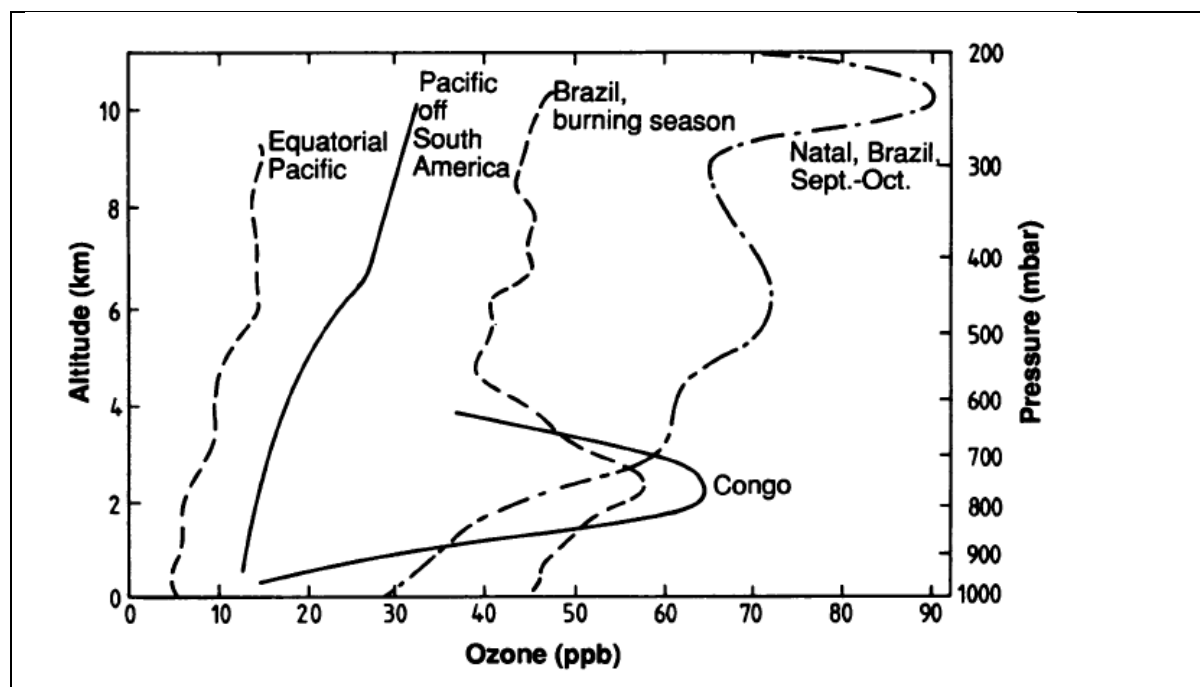 Pacific
off
South
America
Equatorial
Pacific
Brazil,
burning season
Natal, Brazil,
Sept.-Oct.
Congo
Altitude (km)
10
8
6
4
2
0
Pressure (mbar)
200
300
400
500
600
700
800
900
1000
0 10 20 30 40 50 60 70 80 90
Ozone (ppb)